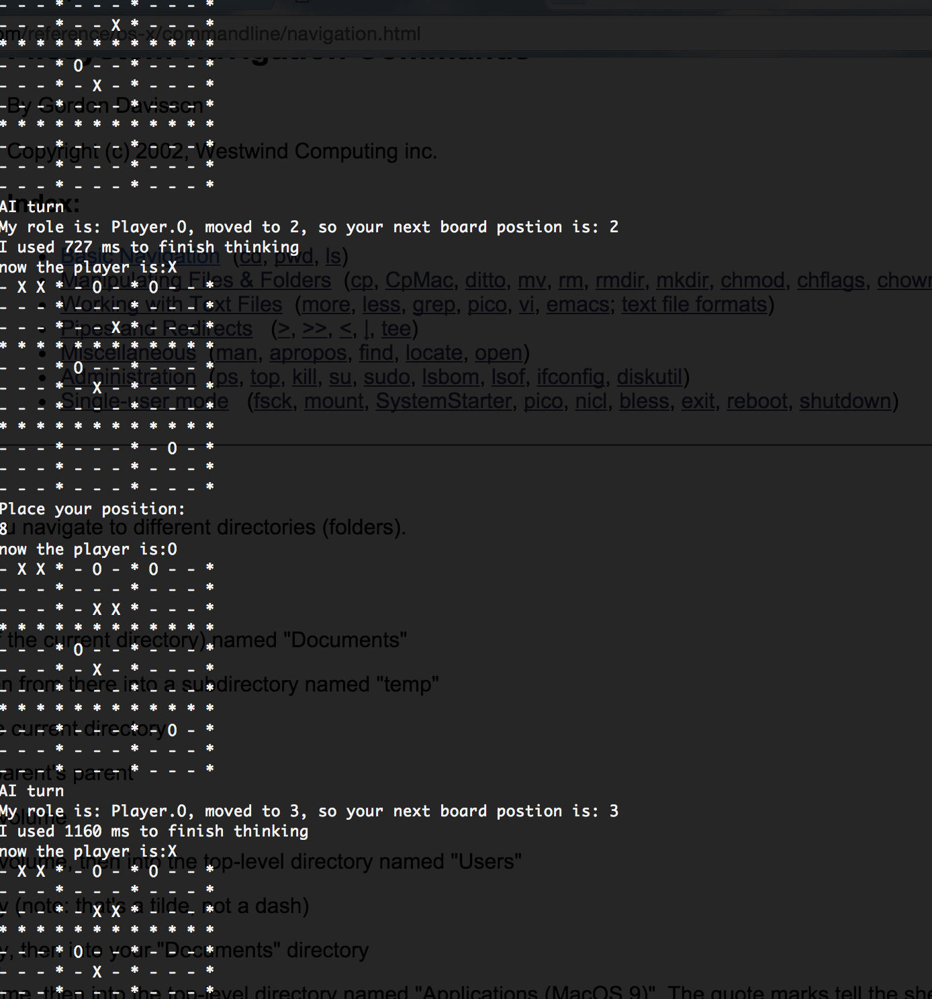 - - - * - - - * - - - *
om/reference/os-x/commandline/navigation.html
- - - * - - X * - - - *
* * * * * * * * * * * *
Filesystem Navigation Commands
- - - * O - - * - - - *
- - - * - X - * - - - *
By Gordon Davisson
- - - * - - - * - - - *
* * * * * * * * * * * *
- - - * - - - * - - - *
Copyright (c) 2002, Westwind Computing inc.
- - - * - - - * - - - *
- - - * - - - * - - - *
Index:
AI turn
My role is: Player.O, moved to 2, so your next board postion is: 2
I used 727 ms to finish thinking
• Basic Navigation (cd, pwd, ls)
now the player is:X
• Manipulating Files & Folders (cp, CpMac, ditto, mv, rm, rmdir, mkdir, chmod, chflags, chown
- X X * - O - * O - - *
• Working with Text Files (more, less, grep, pico, vi, emacs; text file formats)
- - - * - - - * - - - *
• Pipes and Redirects (>, >>, <, |, tee)
- - - * - - X * - - - *
* * * * * * * * * * * *
• Miscellaneous (man, apropos, find, locate, open)
- - - * O - - * - - - *
• Administration (ps, top, kill, su, sudo, lsbom, lsof, ifconfig, diskutil)
- - - * - X - * - - - *
• Single-user mode (fsck, mount, SystemStarter, pico, nicl, bless, exit, reboot, shutdown)
- - - * - - - * - - - *
* * * * * * * * * * * *
- - - * - - - * - O - *
- - - * - - - * - - - *
- - - * - - - * - - - *
Place your position:
8
u navigate to different directories (folders).
now the player is:O
- X X * - O - * O - - *
- - - * - - - * - - - *
- - - * - X X * - - - *
* * * * * * * * * * * *
f the current directory) named "Documents"
- - - * O - - * - - - *
- - - * - X - * - - - *
n from there into a subdirectory named "temp"
- - - * - - - * - - - *
* * * * * * * * * * * *
e current directory
- - - * - - - * - O - *
- - - * - - - * - - - *
parent's parent
- - - * - - - * - - - *
AI turn
My role is: Player.O, moved to 3, so your next board postion is: 3
volume
I used 1160 ms to finish thinking
now the player is:X
volume, then into the top-level directory named "Users"
- X X * - O - * O - - *
- - - * - - - * - - - *
y (note: that's a tilde, not a dash)
- - - * - X X * - - - *
* * * * * * * * * * * *
y, then into your "Documents" directory
- - - * O - - * - - - *
- - - * - X - * - - - *
me, then into the top-level directory named "Applications (MacOS 9)". The quote marks tell the she
- - - * - - - * - - - *